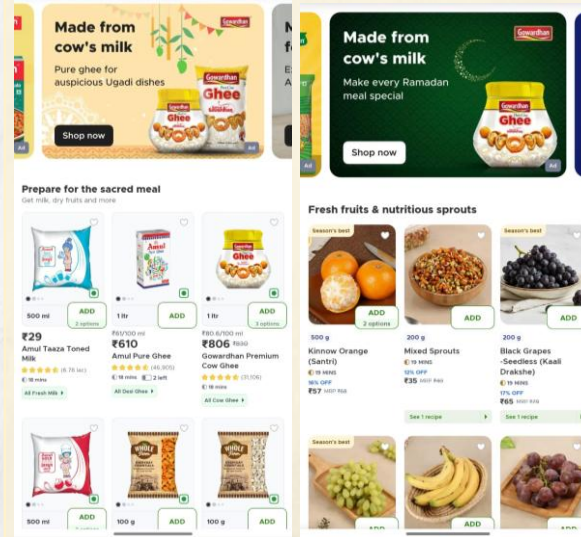 Made from
cow's milk
Pure ghee for
auspicious Ugadi dishes
Shop now
Gowardhan
Ghee
Ad
Prepare for the sacred meal
Get milk, dry fruits and more
500 ml
ADD
2 options
₹29
Amul Taaza Toned
Milk
18 mins
All Fresh Milk
Amul
1 ltr
ADD
₹61/100 ml
₹610
Amul Pure Ghee
18 mins
2 left
All Desi Ghee
Gowardhan
Ghee
1 ltr
ADD
3 options
₹80.6/100 ml
₹806
Gowardhan Premium
Cow Ghee
18 mins
All Cow Ghee
500 ml
ADD
WHOLE
100 g
ADD
WHOLE
100 g
ADD
Made from
cow's milk
Make every Ramadan
meal special
Shop now
Gowardhan
Ghee
Ad
Fresh fruits & nutritious sprouts
Season's best
ADD
2 options
500 g
Kinnow Orange
(Santri)
19 MINS
16% OFF
₹57
ADD
200 g
Mixed Sprouts
19 MINS
12% OFF
₹35
See 1 recipe
Season's best
ADD
200 g
Black Grapes
-Seedless (Kaali
Drakshe)
19 MINS
17% OFF
₹65
See 1 recipe
Season's best
ADD
ADD
ADD